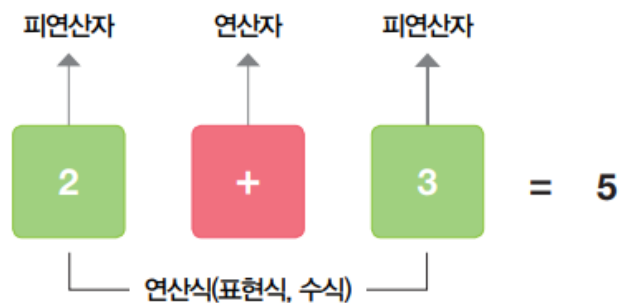 피연산자 연산자 피연산자
2 + 3 = 5
연산식(표현식, 수식)